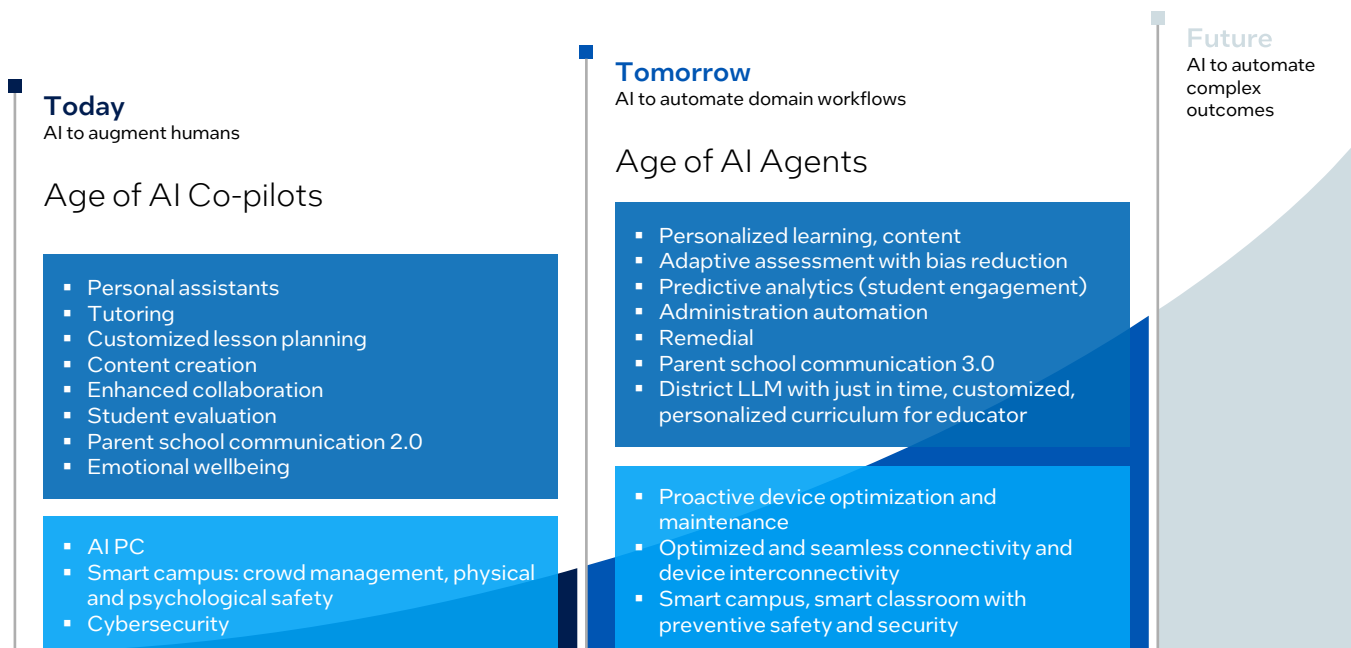 Today
AI to augment humans
Age of AI Co-pilots
▪ Personal assistants
▪ Tutoring
▪ Customized lesson planning
▪ Content creation
▪ Enhanced collaboration
▪ Student evaluation
▪ Parent school communication 2.0
▪ Emotional wellbeing
▪ AI PC
▪ Smart campus: crowd management, physical
and psychological safety
▪ Cybersecurity
Tomorrow
AI to automate domain workflows
Age of AI Agents
▪ Personalized learning, content
▪ Adaptive assessment with bias reduction
▪ Predictive analytics (student engagement)
▪ Administration automation
▪ Remedial
▪ Parent school communication 3.0
▪ District LLM with just in time, customized,
personalized curriculum for educator
▪ Proactive device optimization and
maintenance
▪ Optimized and seamless connectivity and
device interconnectivity
▪ Smart campus, smart classroom with
preventive safety and security
Future
AI to automate
complex
outcomes